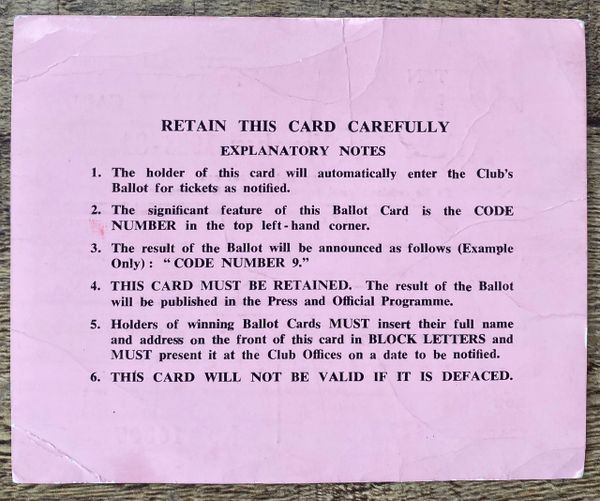 RETAIN THIS CARD CAREFULLY
EXPLANATORY NOTES
1. The holder of this card will automatically enter the Club's
Ballot for tickets as notified.
2. The significant feature of this Ballot Card is the CODE
NUMBER in the top left-hand corner.
3. The result of the Ballot will be announced as follows (Example
Only) : “ CODE NUMBER 9.”
4. THIS CARD MUST BE RETAINED. The result of the Ballot
will be published in the Press and Official Programme.
5. Holders of winning Ballot Cards MUST insert their full name
and address on the front of this card in BLOCK LETTERS and
MUST present it at the Club Offices on a date to be notified.
6. THIS CARD WILL NOT BE VALID IF IT IS DEFACED.